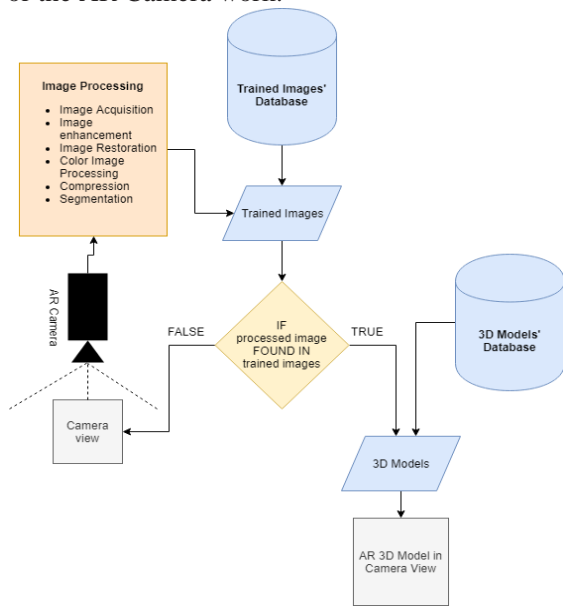 of the AR Camera work.
Image Processing
Image Acquisition
Image
enhancement
Image Restoration
Color Image
Processing
Compression
Segmentation
Trained Images'
Database
Trained Images
AR Camera
FALSE
IF
processed image
FOUND IN
trained images
TRUE
3D Models'
Database
Camera
view
3D Models
AR 3D Model in
Camera View